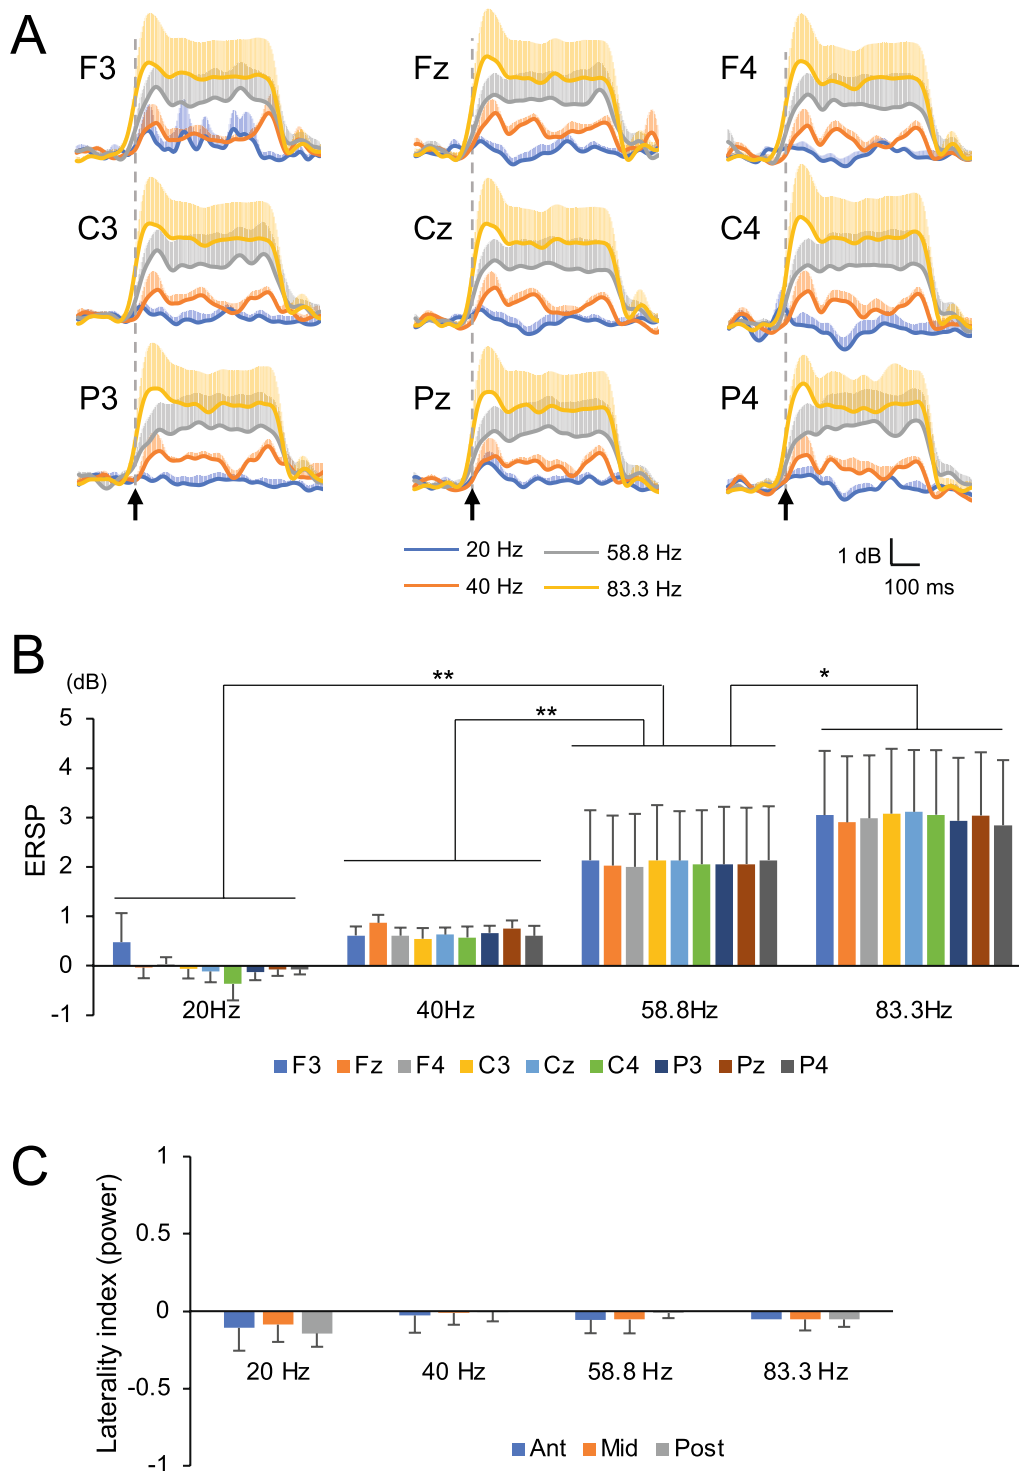 A
F3 Fz F4
C3 Cz C4
P3 Pz P4
20 Hz 58.8 Hz
40 Hz 83.3 Hz
1 dB
100 ms
B
(dB)
** *
**
5
4
3
2
1
0
-1
ERSP
20Hz 40Hz 58.8Hz 83.3Hz
F3 Fz F4 C3 Cz C4 P3 Pz P4
C
1
0.5
0
-0.5
-1
Laterality index (power)
20 Hz 40 Hz 58.8 Hz 83.3 Hz
Ant Mid Post